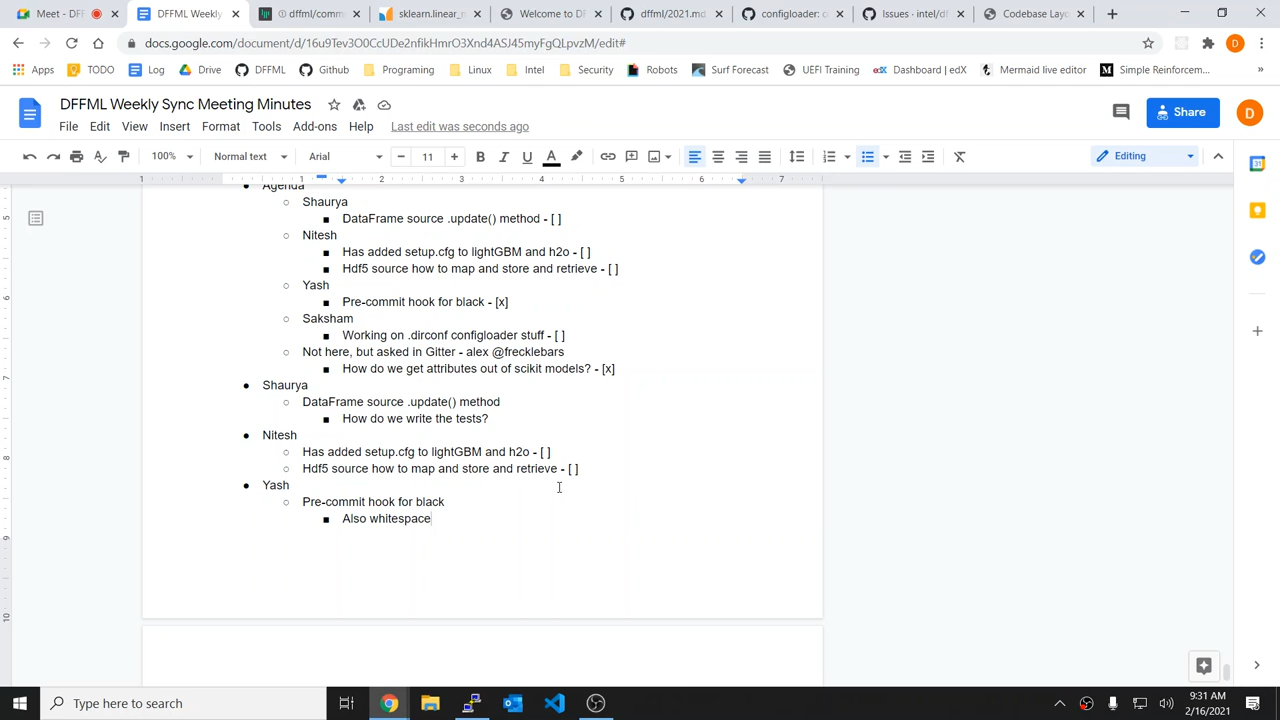 Meet -
DFFML Weekly
dffml/comm
sklearn.linear_m
Welcome to D
dffml/2021.md
configloader: c
Issues · intel/df
Codebase Layo
docs.google.com/document/d/16u9Tev3O0CcUDe2nfikHmrO3Xnd4ASJ45myFgQLpvzM/edit#
Apps
TODO
Log
Drive
DFFML
Github
Programing
Linux
Intel
Security
Robots
Surf Forecast
UEFI Training
Dashboard | edX
Mermaid live editor
Simple Reinforcem...
DFFML Weekly Sync Meeting Minutes
File Edit View Insert Format Tools Add-ons Help Last edit was seconds ago
Share
D
100% Normal text Arial 11 Editing
Agenda
Shaurya
DataFrame source .update() method - [ ]
Nitesh
Has added setup.cfg to lightGBM and h2o - [ ]
Hdf5 source how to map and store and retrieve - [ ]
Yash
Pre-commit hook for black - [x]
Saksham
Working on .dirconf configloader stuff - [ ]
Not here, but asked in Gitter - alex @frecklebars
How do we get attributes out of scikit models? - [x]
Shaurya
DataFrame source .update() method
How do we write the tests?
Nitesh
Has added setup.cfg to lightGBM and h2o - [ ]
Hdf5 source how to map and store and retrieve - [ ]
Yash
Pre-commit hook for black
Also whitespace
Type here to search
9:31 AM
2/16/2021